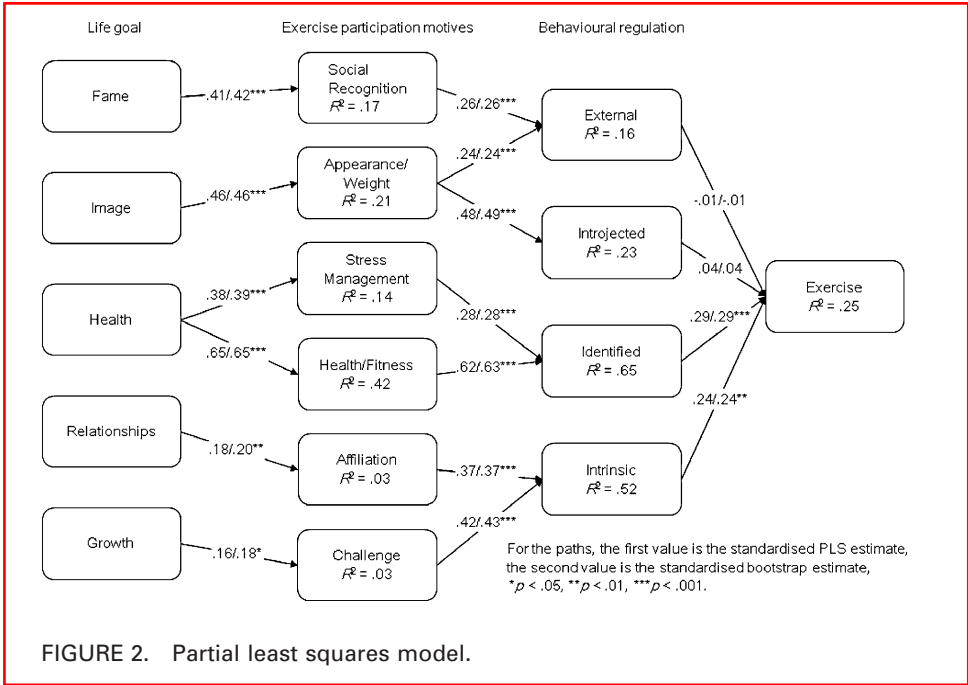 Life goal
Exercise participation motives
Behavioural regulation
Fame
.41/.42***
Social
Recognition
R² = .17
.26/.26***
External
R² = .16
Image
.46/.46***
Appearance/
Weight
R² = .21
.24/.24***
.48/.49***
Introjected
R² = .23
-.01/-.01
.04/.04
Exercise
R² = .25
Health
.38/.39***
.65/.65***
Stress
Management
R² = .14
.28/.28***
Health/Fitness
R² = .42
.62/.63***
Identified
R² = .65
.29/.29***
.24/.24**
Relationships
.18/.20**
Affiliation
R² = .03
.37/.37***
Intrinsic
R² = .52
Growth
.16/.18*
Challenge
R² = .03
.42/.43***
For the paths, the first value is the standardised PLS estimate,
the second value is the standardised bootstrap estimate,
*p < .05, **p < .01, ***p < .001.
FIGURE 2. Partial least squares model.